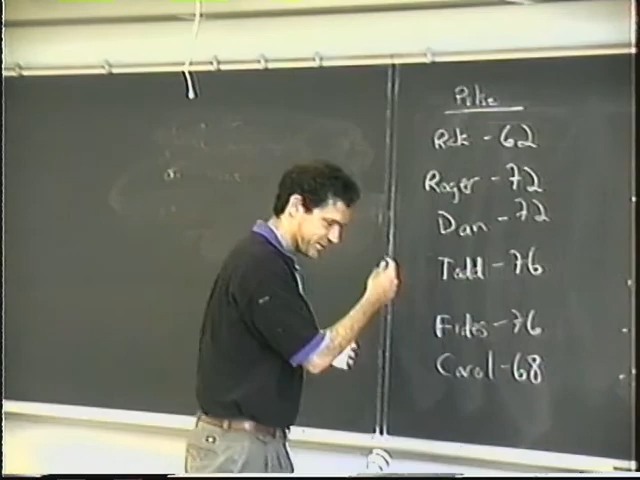 Pulse
Rick - 62
Roger - 72
Dan - 72
Todd - 76
Fides - 76
Carol - 68